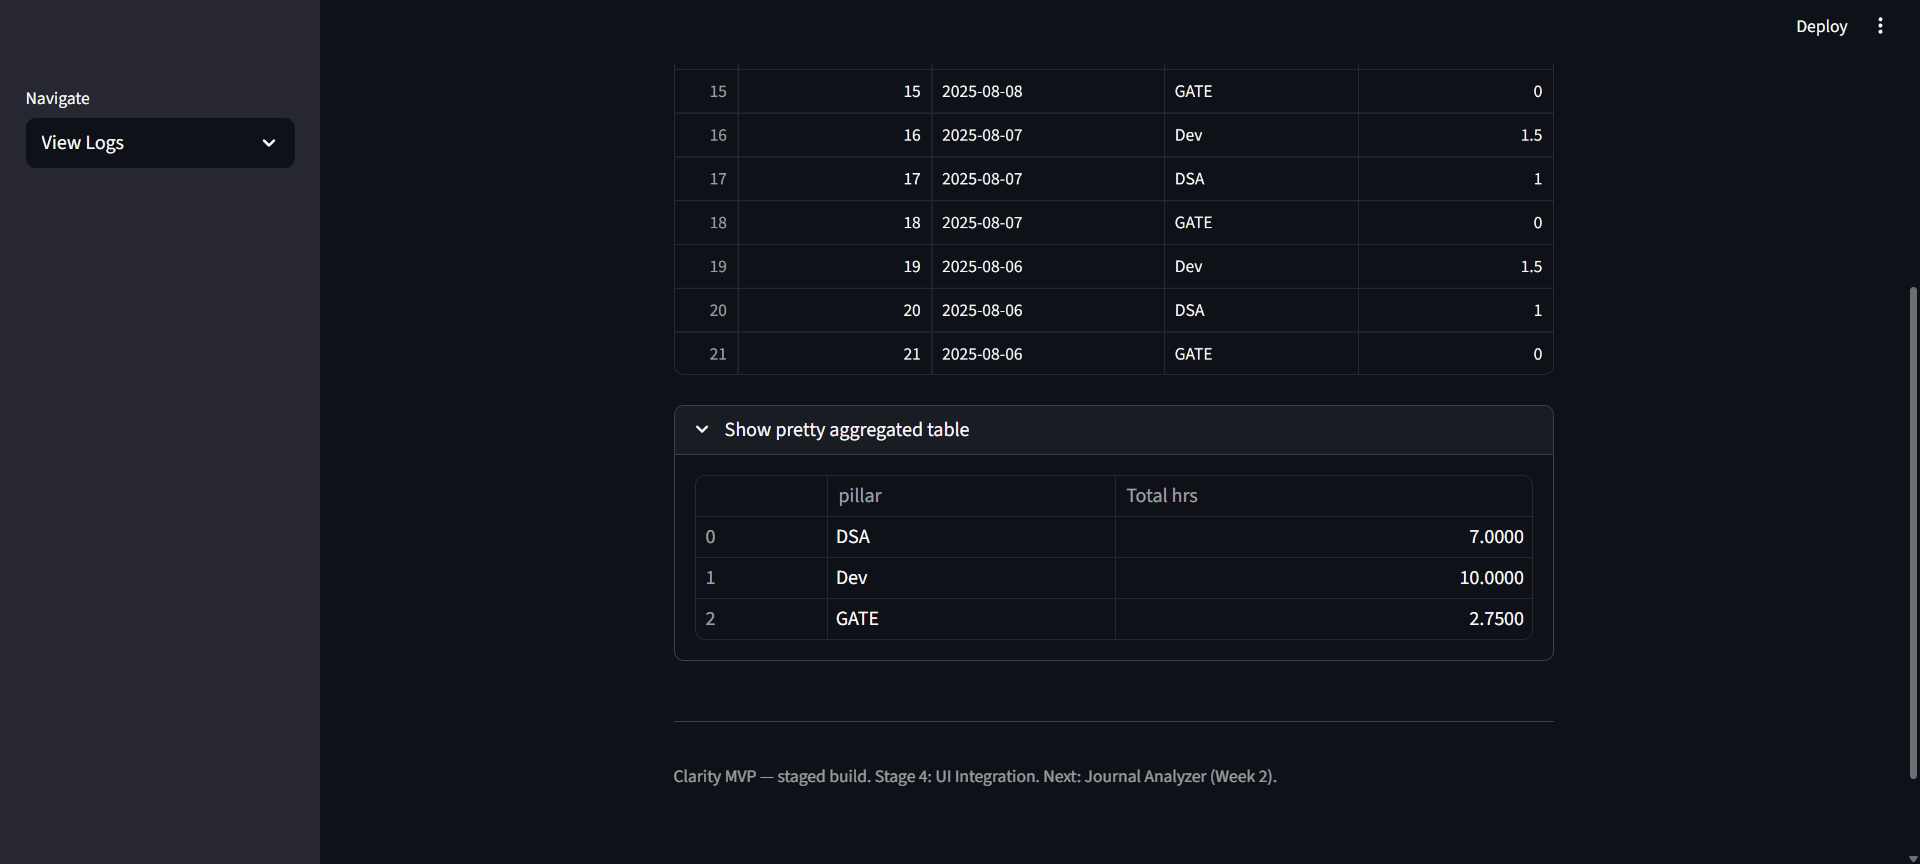 Deploy
Navigate
View Logs
15 15 2025-08-08 GATE 0
16 16 2025-08-07 Dev 1.5
17 17 2025-08-07 DSA 1
18 18 2025-08-07 GATE 0
19 19 2025-08-06 Dev 1.5
20 20 2025-08-06 DSA 1
21 21 2025-08-06 GATE 0
Show pretty aggregated table
pillar Total hrs
0 DSA 7.0000
1 Dev 10.0000
2 GATE 2.7500
Clarity MVP — staged build. Stage 4: UI Integration. Next: Journal Analyzer (Week 2).